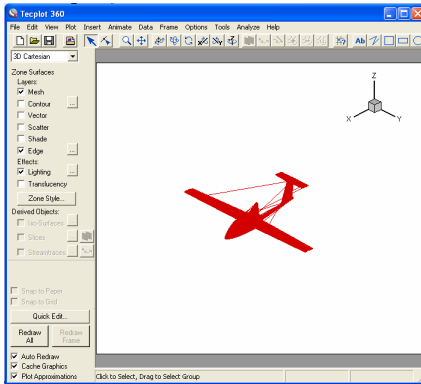 Tecplot 360
File Edit View Plot Insert Animate Data Frame Options Tools Analyze Help
3D Cartesian
Zone Surfaces
Layers:
Mesh
Contour ...
Vector
Scatter
Shade
Edge ...
Effects:
Lighting ...
Translucency
Zone Style...
Derived Objects:
Iso-Surfaces ...
Slices ...
Streamtraces ...
Snap to Paper
Snap to Grid
Quick Edit...
Redraw All
Redraw Frame
Auto Redraw
Cache Graphics
Plot Approximations
Click to Select, Drag to Select Group
Z
X
Y
Ab